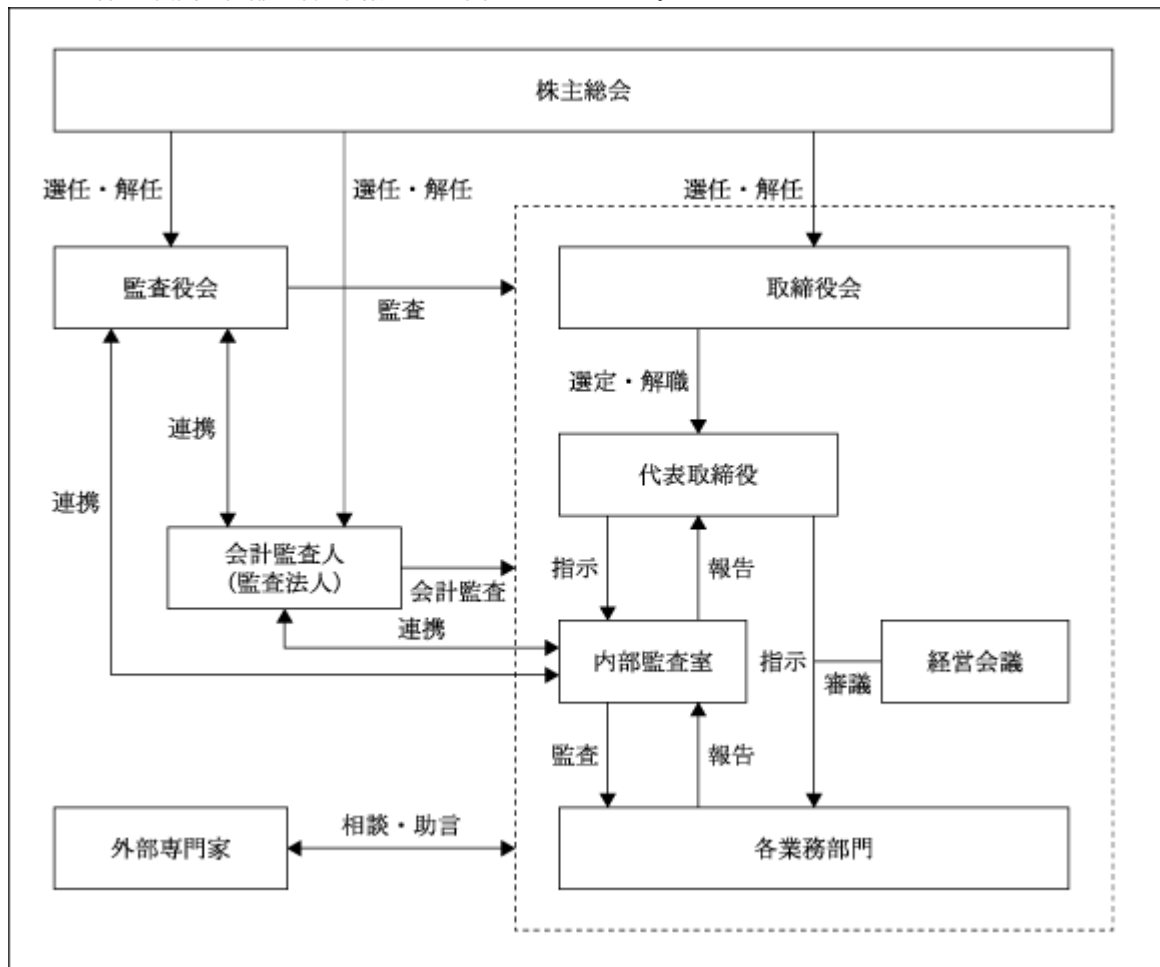 株主総会
選任・解任
選任・解任
選任・解任
監査役会
監査
取締役会
選定・解職
連携
代表取締役
連携
会計監査人
(監査法人)
会計監査
指示
報告
連携
内部監査室
指示
審議
経営会議
監査
報告
外部専門家
相談・助言
各業務部門